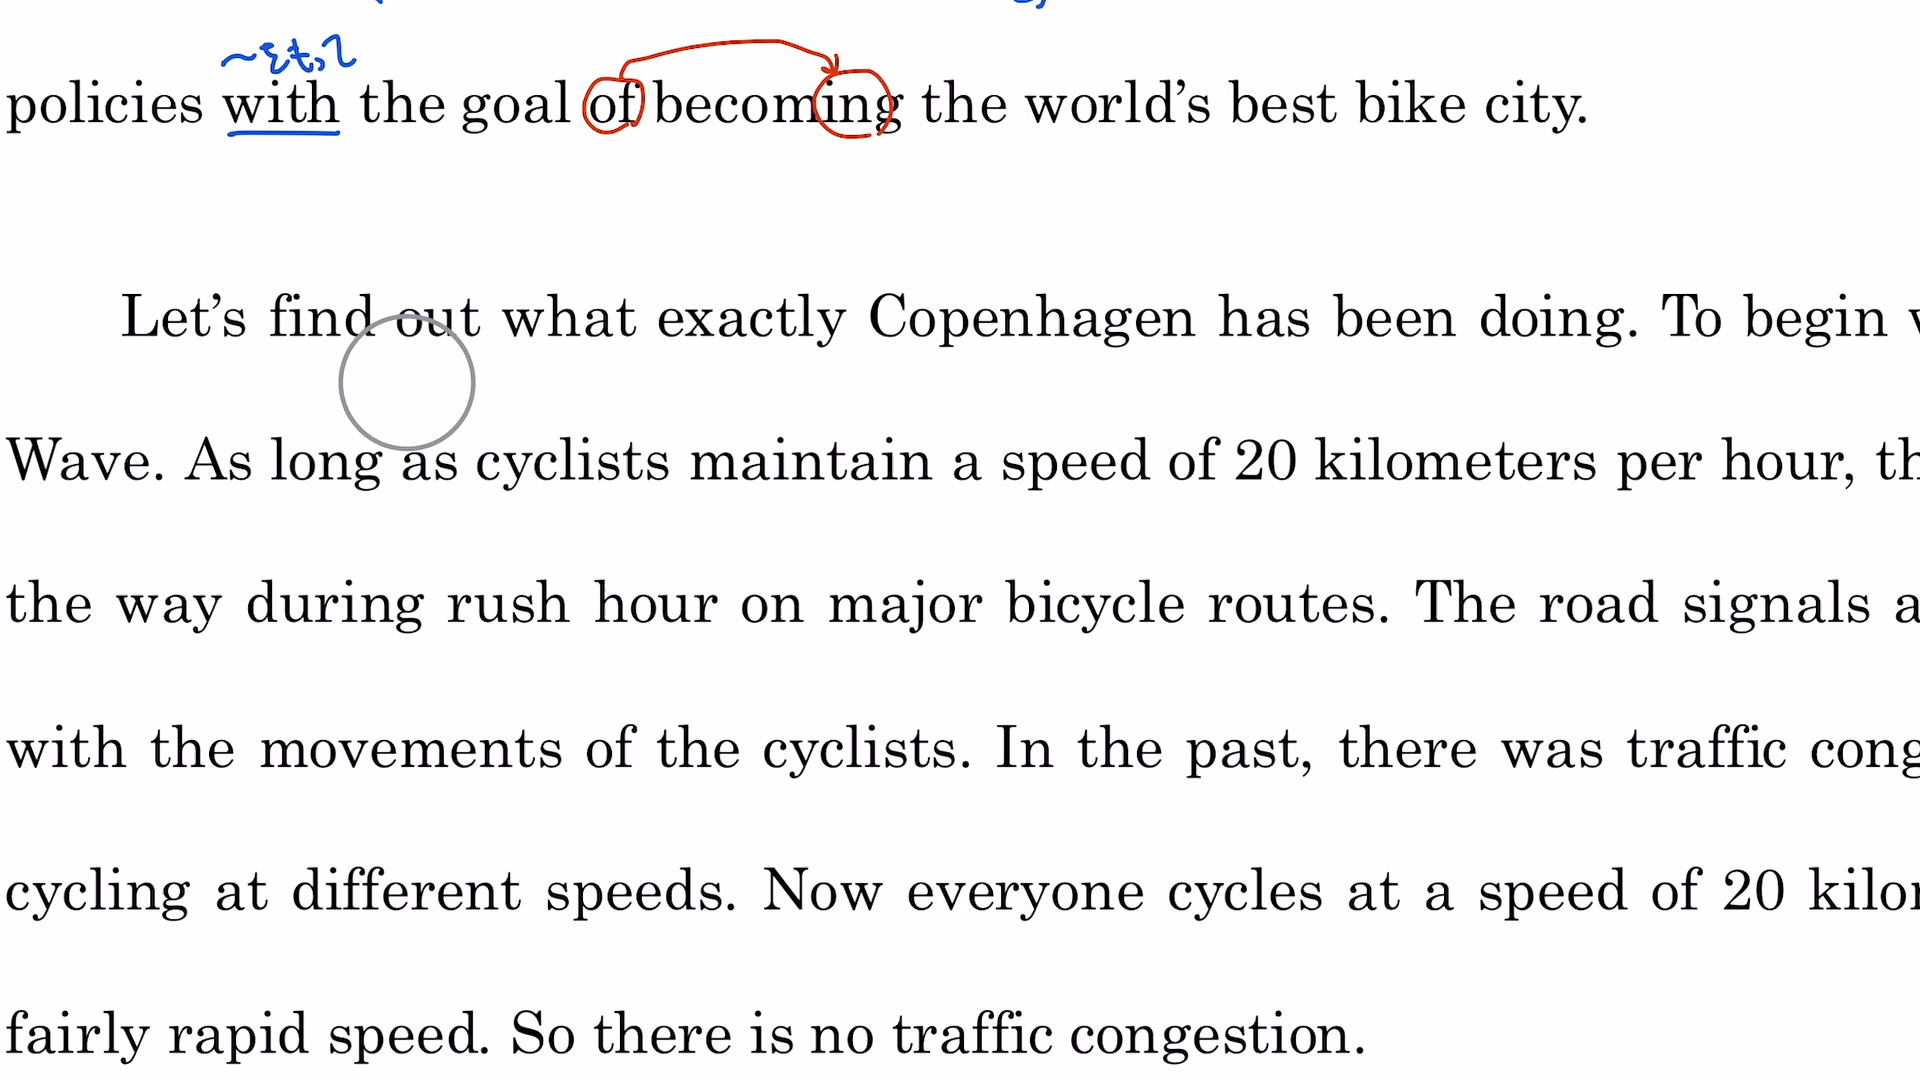 policies with the goal of becoming the world's best bike city.
Let's find out what exactly Copenhagen has been doing. To begin
Wave. As long as cyclists maintain a speed of 20 kilometers per hour, th
the way during rush hour on major bicycle routes. The road signals a
with the movements of the cyclists. In the past, there was traffic cong
cycling at different speeds. Now everyone cycles at a speed of 20 kilo
fairly rapid speed. So there is no traffic congestion.